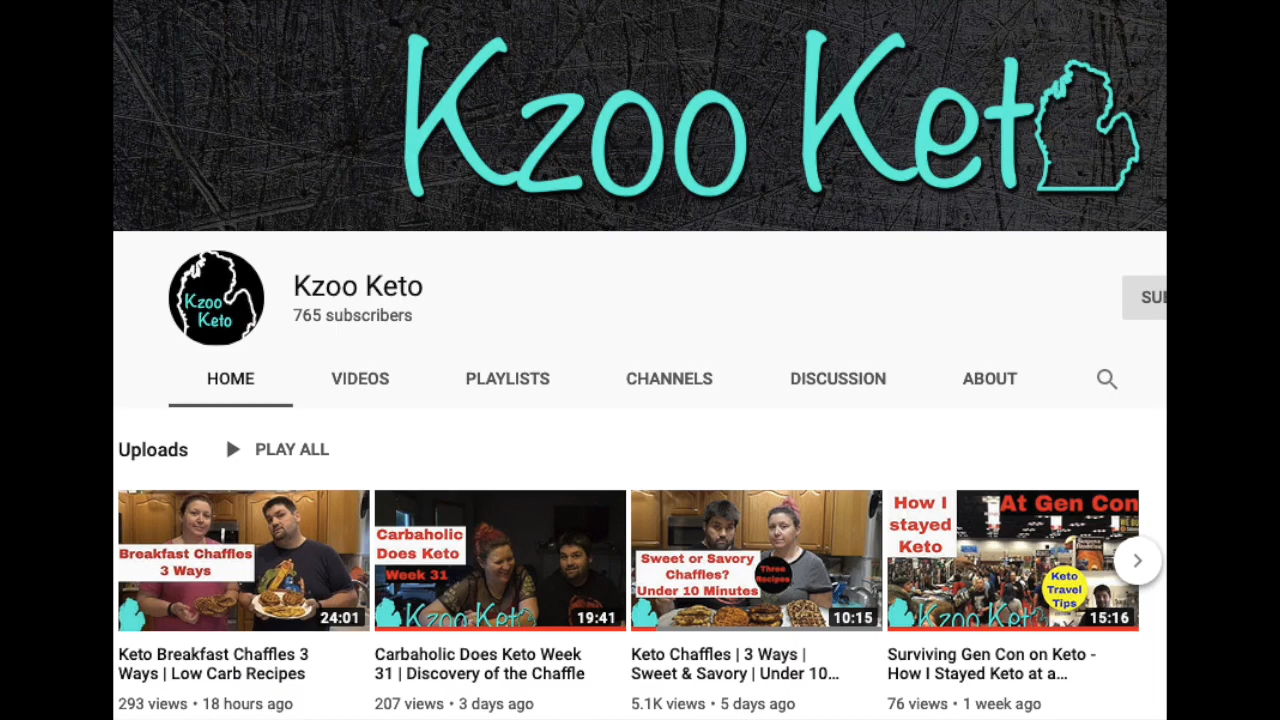 Kzoo Keto
Kzoo
Keto
Kzoo Keto
765 subscribers
SUB
HOME VIDEOS PLAYLISTS CHANNELS DISCUSSION ABOUT
Uploads PLAY ALL
Breakfast Chaffles
3 Ways
24:01
Carbaholic
Does Keto
Week 31
Kzoo Keto
19:41
Sweet or Savory
Chaffles?
Under 10 Minutes
Three
Recipes
10:15
How I
stayed
Keto
At Gen Con
Keto
Travel
Tips
Kzoo Keto
15:16
Keto Breakfast Chaffles 3
Ways | Low Carb Recipes
293 views • 18 hours ago
Carbaholic Does Keto Week
31 | Discovery of the Chaffle
207 views • 3 days ago
Keto Chaffles | 3 Ways |
Sweet & Savory | Under 10...
5.1K views • 5 days ago
Surviving Gen Con on Keto -
How I Stayed Keto at a...
76 views • 1 week ago